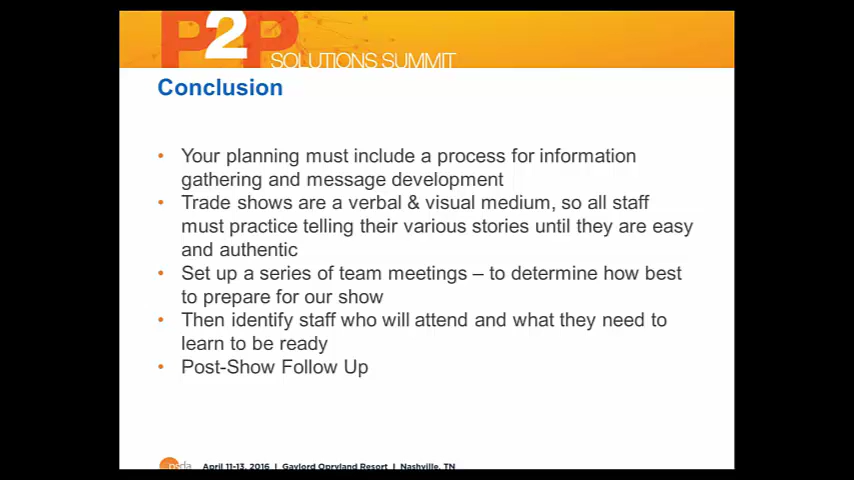 P2P
SOLUTIONS SUMMIT
Conclusion
• Your planning must include a process for information
gathering and message development
• Trade shows are a verbal & visual medium, so all staff
must practice telling their various stories until they are easy
and authentic
• Set up a series of team meetings – to determine how best
to prepare for our show
• Then identify staff who will attend and what they need to
learn to be ready
• Post-Show Follow Up
psda April 11-13, 2016 | Gaylord Opryland Resort | Nashville, TN